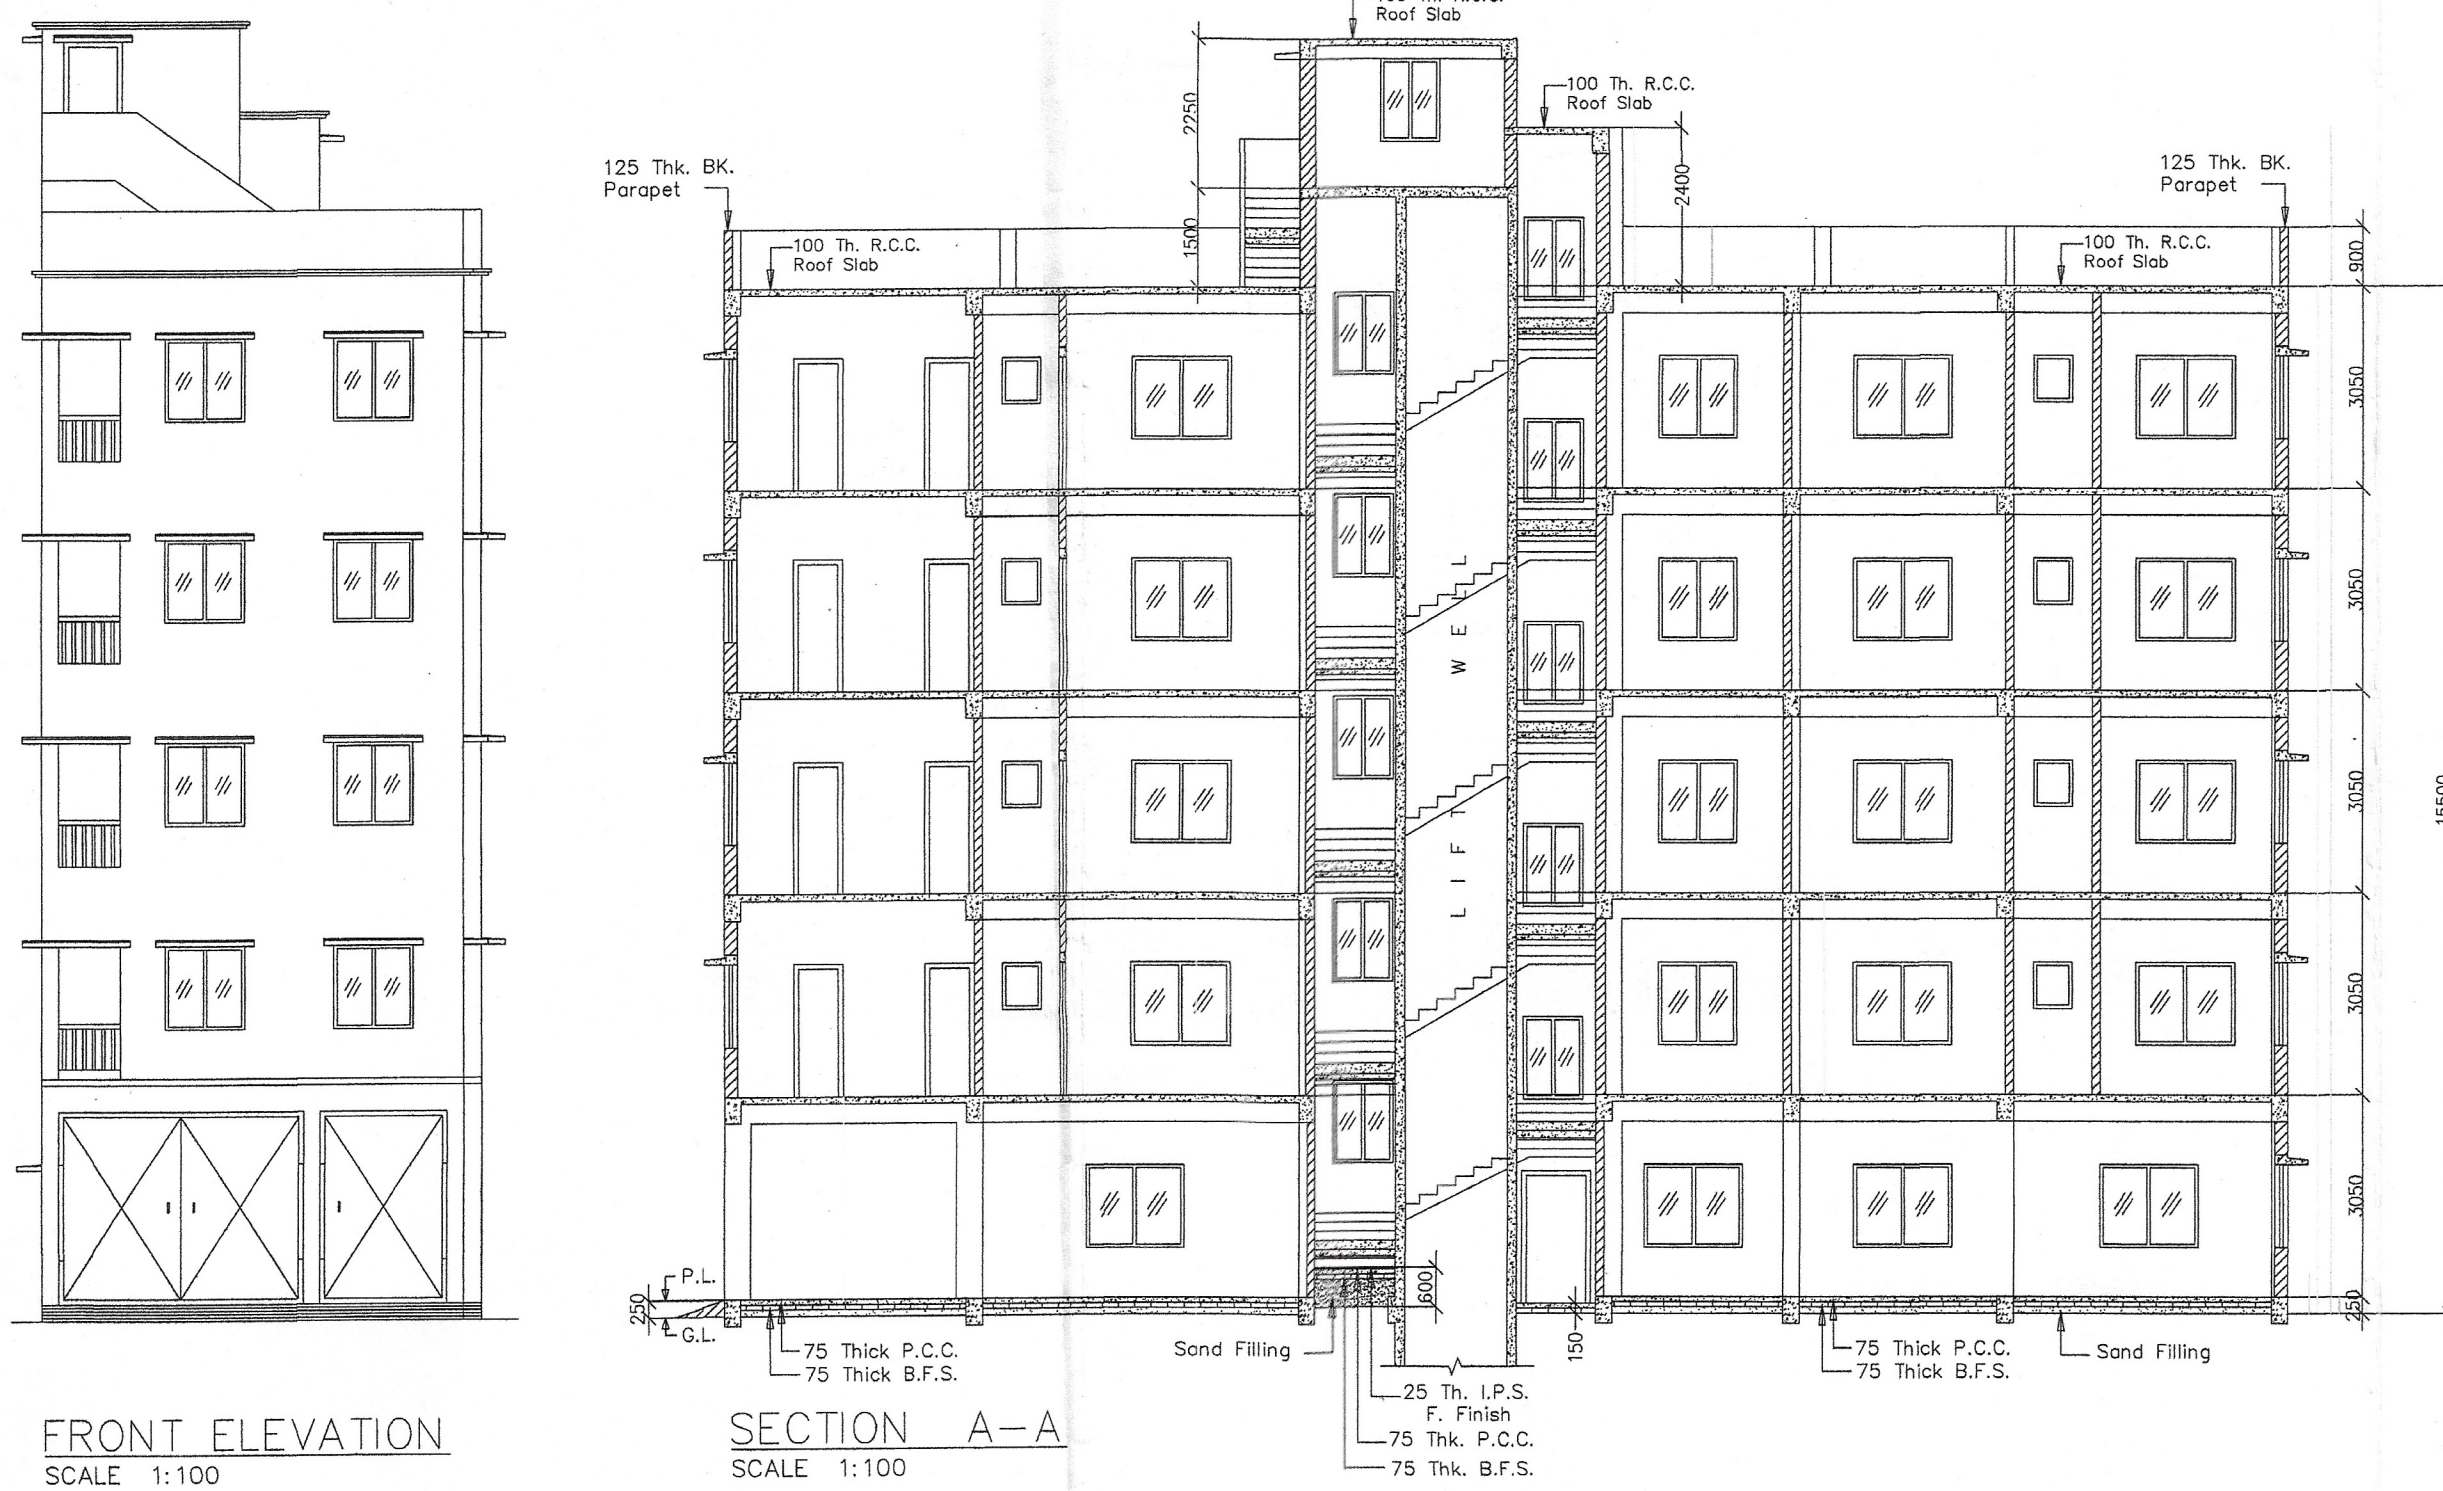 Roof Slab
100 Th. R.C.C.
Roof Slab
125 Thk. BK.
Parapet
125 Thk. BK.
Parapet
100 Th. R.C.C.
Roof Slab
100 Th. R.C.C.
Roof Slab
2250
1500
2400
900
3050
3050
3050
3050
3050
250
15500
LIFT WELL
P.L.
G.L.
250
600
150
75 Thick P.C.C.
75 Thick B.F.S.
Sand Filling
25 Th. I.P.S.
F. Finish
75 Thk. P.C.C.
75 Thk. B.F.S.
75 Thick P.C.C.
75 Thick B.F.S.
Sand Filling
FRONT ELEVATION
SCALE 1:100
SECTION A-A
SCALE 1:100